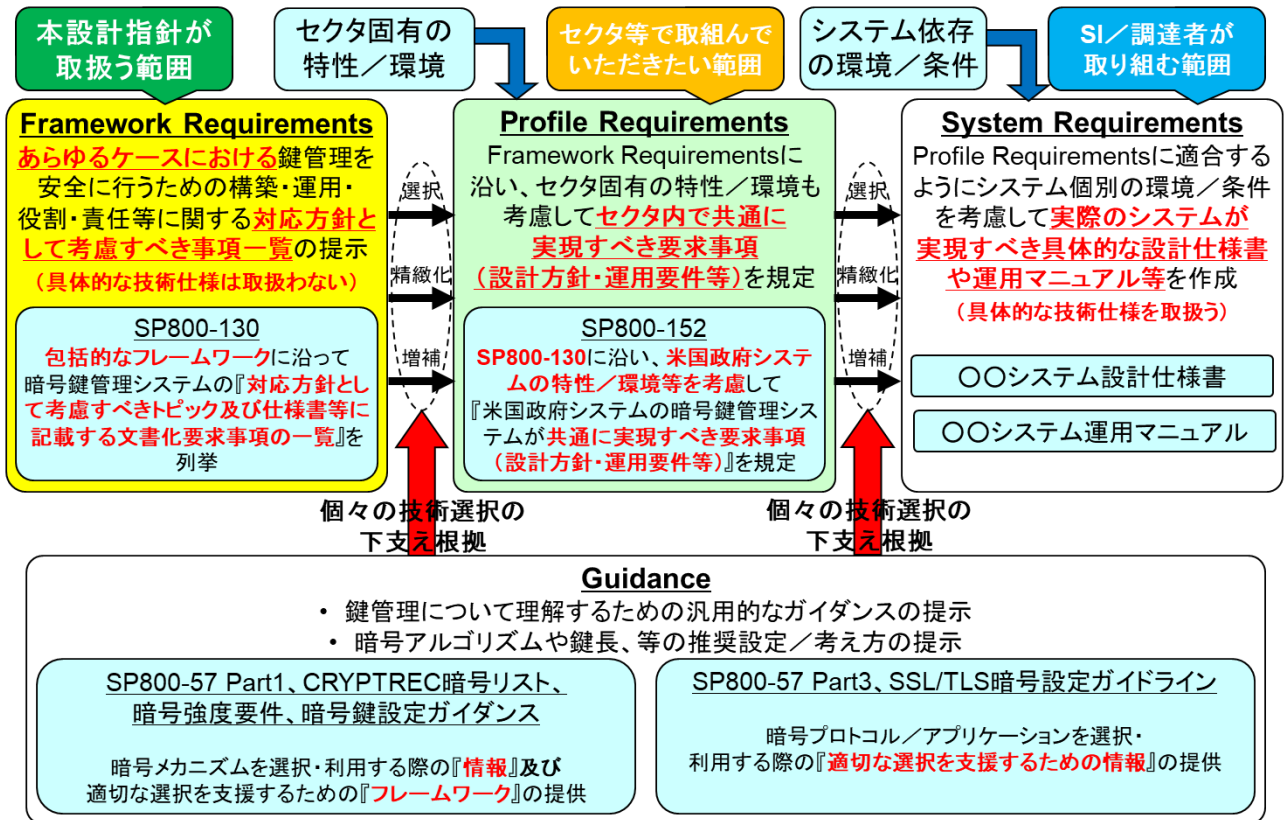 本設計指針が
取扱う範囲
セクタ固有の
特性／環境
セクタ等で取組んで
いただきたい範囲
システム依存
の環境／条件
SI／調達者が
取り組む範囲
Framework Requirements
あらゆるケースにおける鍵管理を
安全に行うための構築・運用・
役割・責任等に関する対応方針と
して考慮すべき事項一覧の提示
（具体的な技術仕様は取扱わない）
SP800-130
包括的なフレームワークに沿って
暗号鍵管理システムの『対応方針とし
て考慮すべきトピック及び仕様書等に
記載する文書化要求事項の一覧』を
列挙
選択
精緻化
増補
Profile Requirements
Framework Requirementsに
沿い、セクタ固有の特性／環境も
考慮してセクタ内で共通に
実現すべき要求事項
（設計方針・運用要件等）を規定
SP800-152
SP800-130に沿い、米国政府システ
ムの特性／環境等を考慮して
『米国政府システムの暗号鍵管理シス
テムが共通に実現すべき要求事項
（設計方針・運用要件等）』を規定
選択
精緻化
増補
System Requirements
Profile Requirementsに適合する
ようにシステム個別の環境／条件
を考慮して実際のシステムが
実現すべき具体的な設計仕様書
や運用マニュアル等を作成
（具体的な技術仕様を取扱う）
〇〇システム設計仕様書
〇〇システム運用マニュアル
個々の技術選択の
下支え根拠
個々の技術選択の
下支え根拠
Guidance
• 鍵管理について理解するための汎用的なガイダンスの提示
• 暗号アルゴリズムや鍵長、等の推奨設定／考え方の提示
SP800-57 Part1、CRYPTREC暗号リスト、
暗号強度要件、暗号鍵設定ガイダンス
暗号メカニズムを選択・利用する際の『情報』及び
適切な選択を支援するための『フレームワーク』の提供
SP800-57 Part3、SSL/TLS暗号設定ガイドライン
暗号プロトコル／アプリケーションを選択・
利用する際の『適切な選択を支援するための情報』の提供